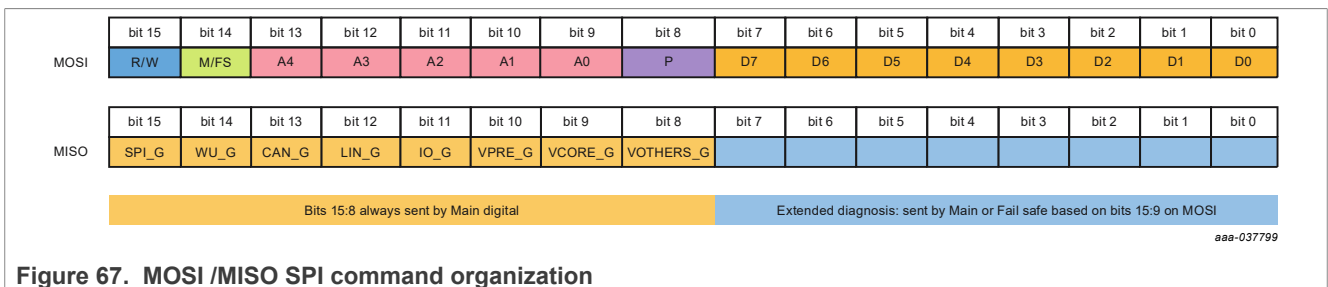 bit 15 bit 14 bit 13 bit 12 bit 11 bit 10 bit 9 bit 8 bit 7 bit 6 bit 5 bit 4 bit 3 bit 2 bit 1 bit 0
MOSI R/W M/FS A4 A3 A2 A1 A0 P D7 D6 D5 D4 D3 D2 D1 D0
bit 15 bit 14 bit 13 bit 12 bit 11 bit 10 bit 9 bit 8 bit 7 bit 6 bit 5 bit 4 bit 3 bit 2 bit 1 bit 0
MISO SPI_G WU_G CAN_G LIN_G IO_G VPRE_G VCORE_G VOTHERS_G
Bits 15:8 always sent by Main digital Extended diagnosis: sent by Main or Fail safe based on bits 15:9 on MOSI
aaa-037799
Figure 67. MOSI /MISO SPI command organization